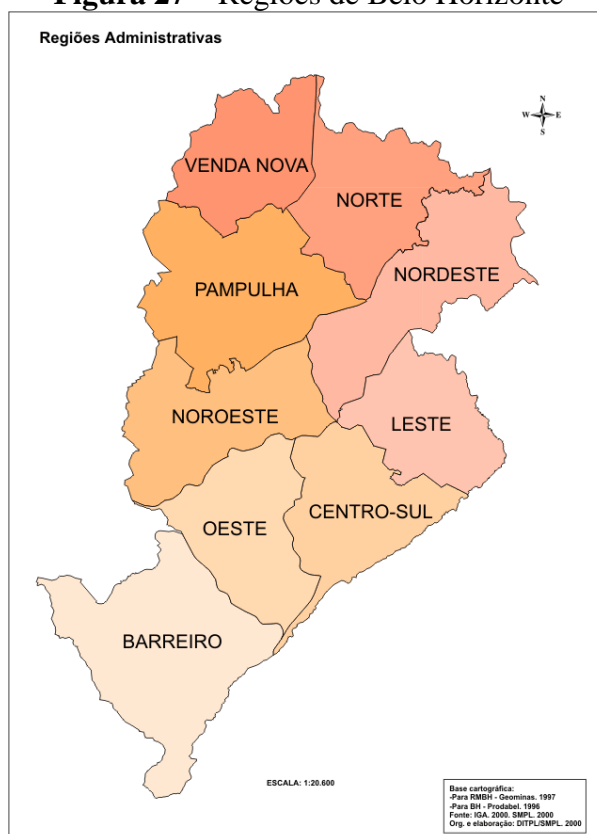 Figura 27 – Regiões de Belo Horizonte
Regiões Administrativas
N
W E
S
VENDA NOVA
NORTE
NORDESTE
PAMPULHA
NOROESTE
LESTE
CENTRO-SUL
OESTE
BARREIRO
ESCALA: 1:20.600
Base cartográfica:
-Para RMBH - Geominas. 1997
-Para BH - Prodabel. 1996
Fonte: IGA. 2000. SMPL. 2000
Org. e elaboração: DITPL/SMPL. 2000